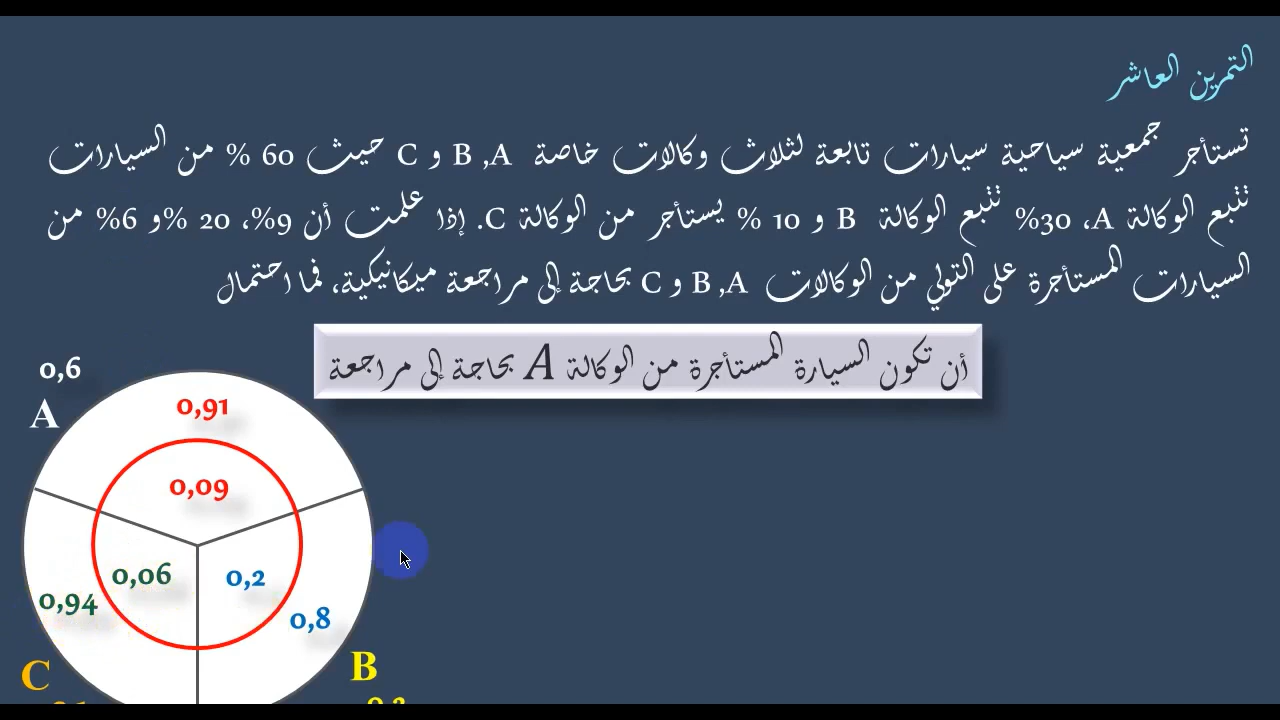 التمرين العاشر
تستأجر جمعية سياحية سيارات تابعة لثلاث وكالات خاصة A, B و C حيث 60 % من السيارات
تتبع الوكالة A، 30% تتبع الوكالة B و 10 % يستأجر من الوكالة C. إذا علمت أن 9%، 20 %و 6% من
السيارات المستأجرة على التولي من الوكالات A, B و C بحاجة إلى مراجعة ميكانيكية، فما احتمال
أن تكون السيارة المستأجرة من الوكالة A بحاجة إلى مراجعة
0,6
A
0,91
0,09
0,06
0,2
0,94
0,8
C
B